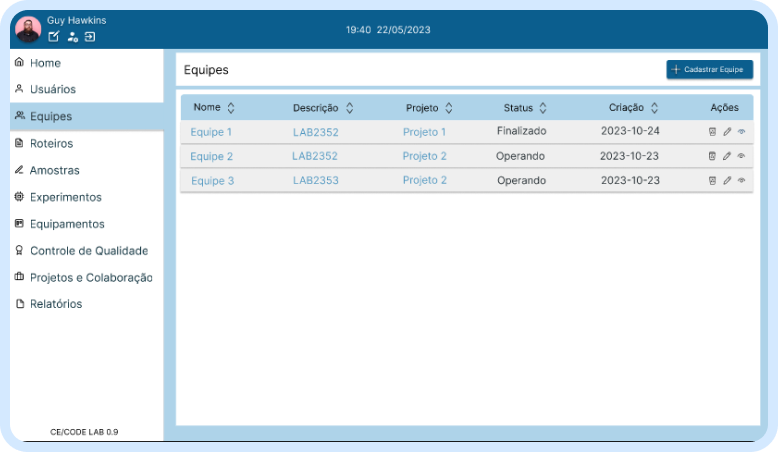 Guy Hawkins
19:40 22/05/2023
Home
Usuários
Equipes
Roteiros
Amostras
Experimentos
Equipamentos
Controle de Qualidade
Projetos e Colaboração
Relatórios
CE/CODE LAB 0.9
Equipes
Cadastrar Equipe
Nome Descrição Projeto Status Criação Ações
Equipe 1 LAB2352 Projeto 1 Finalizado 2023-10-24
Equipe 2 LAB2352 Projeto 2 Operando 2023-10-23
Equipe 3 LAB2353 Projeto 2 Operando 2023-10-23